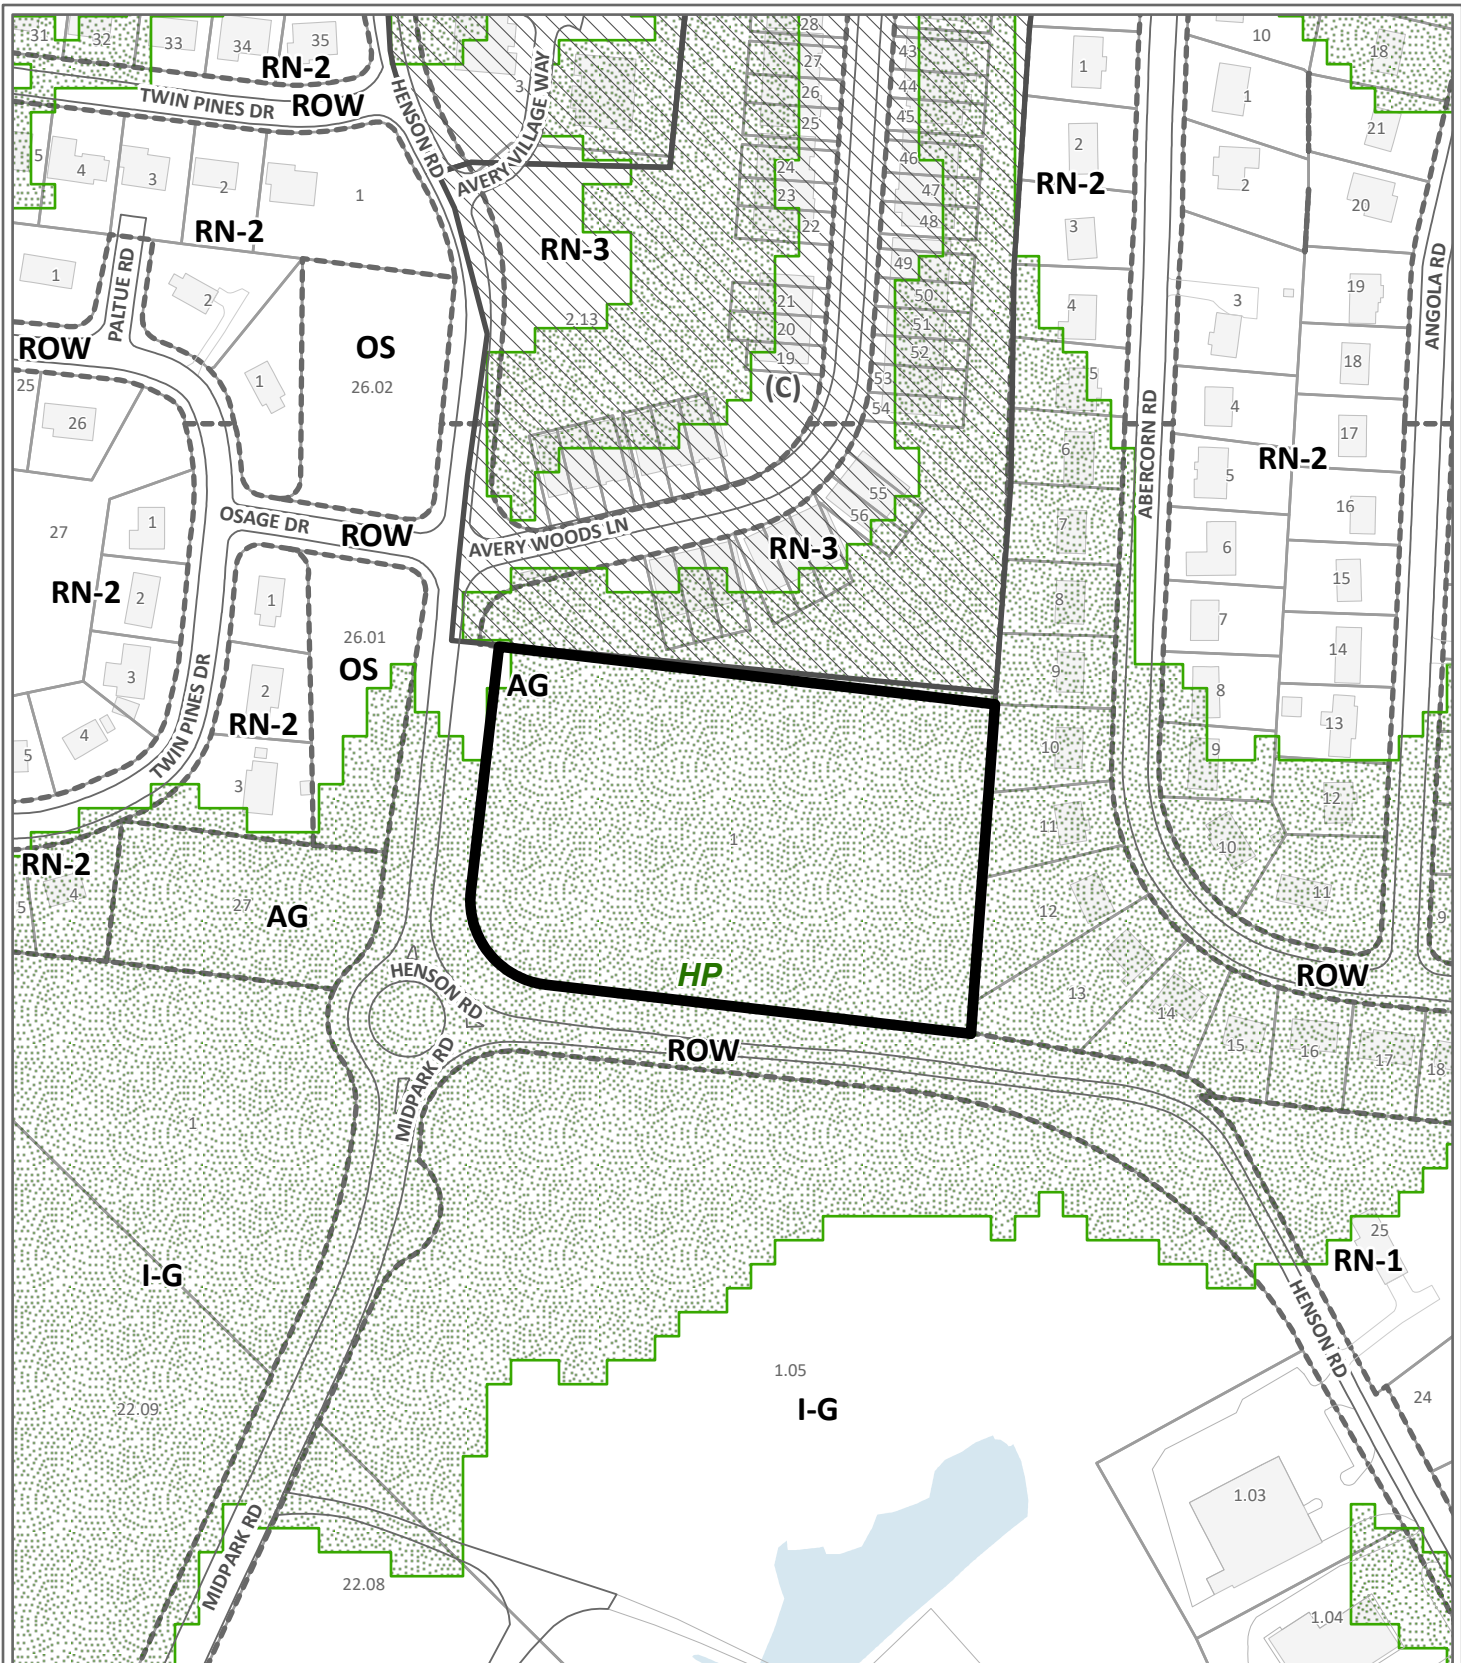 31
32
33
34
35
RN-2
TWIN PINES DR
ROW
HENSON RD
3
AVERY VILLAGE WAY
28
27
26
25
24
23
22
21
20
19
(C)
43
44
45
46
47
48
49
50
51
52
53
54
55
56
1
2
3
4
5
6
7
8
9
10
11
12
13
14
15
16
17
18
RN-2
10
1
2
3
4
5
6
7
8
9
10
11
12
13
14
15
16
17
18
19
20
21
18
RN-2
ABERCORN RD
ANGOLA RD
9
ROW
5
4
3
2
1
RN-2
1
PALTUE RD
2
1
ROW
25
26
OS
26.02
RN-3
2.13
27
1
2
3
4
5
RN-2
OSAGE DR
ROW
AVERY WOODS LN
RN-3
1
2
3
RN-2
TWIN PINES DR
26.01
OS
AG
1
HP
RN-2
5
4
27
AG
HENSON RD
MIDPARK RD
ROW
1
I-G
22.09
MIDPARK RD
22.08
1.05
I-G
1.03
1.04
25
RN-1
HENSON RD
24